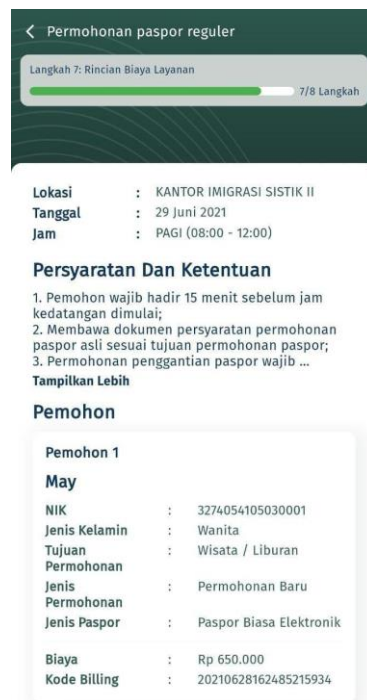 Permohonan paspor reguler
Langkah 7: Rincian Biaya Layanan
7/8 Langkah
Lokasi : KANTOR IMIGRASI SISTIK II
Tanggal : 29 Juni 2021
Jam : PAGI (08:00 - 12:00)
Persyaratan Dan Ketentuan
1. Pemohon wajib hadir 15 menit sebelum jam
kedatangan dimulai;
2. Membawa dokumen persyaratan permohonan
paspor asli sesuai tujuan permohonan paspor;
3. Permohonan penggantian paspor wajib ...
Tampilkan Lebih
Pemohon
Pemohon 1
May
NIK : 3274054105030001
Jenis Kelamin : Wanita
Tujuan : Wisata / Liburan
Permohonan
Jenis : Permohonan Baru
Permohonan
Jenis Paspor : Paspor Biasa Elektronik
Biaya : Rp 650.000
Kode Billing : 20210628162485215934